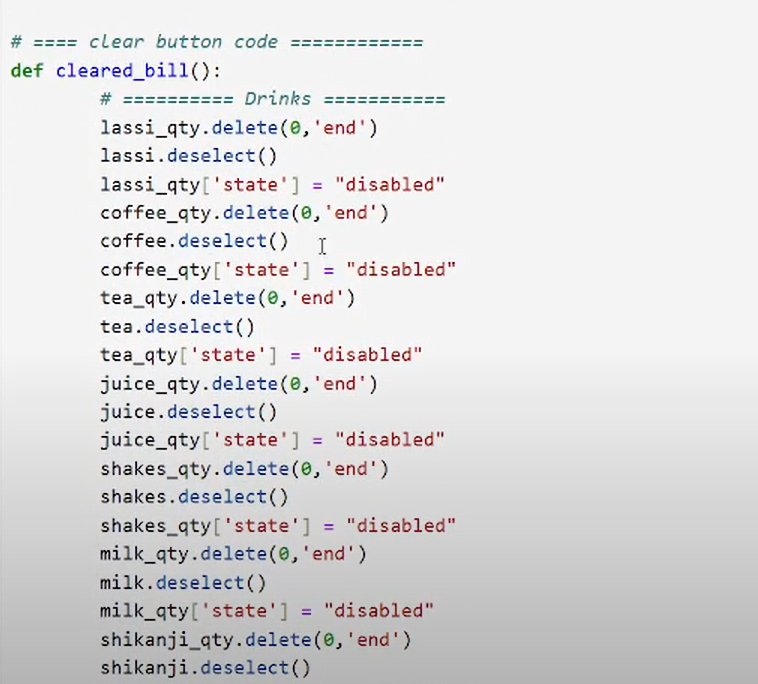 # ==== clear button code ============
def cleared_bill():
        # ========== Drinks ===========
        lassi_qty.delete(0,'end')
        lassi.deselect()
        lassi_qty['state'] = "disabled"
        coffee_qty.delete(0,'end')
        coffee.deselect()
        coffee_qty['state'] = "disabled"
        tea_qty.delete(0,'end')
        tea.deselect()
        tea_qty['state'] = "disabled"
        juice_qty.delete(0,'end')
        juice.deselect()
        juice_qty['state'] = "disabled"
        shakes_qty.delete(0,'end')
        shakes.deselect()
        shakes_qty['state'] = "disabled"
        milk_qty.delete(0,'end')
        milk.deselect()
        milk_qty['state'] = "disabled"
        shikanji_qty.delete(0,'end')
        shikanji.deselect()